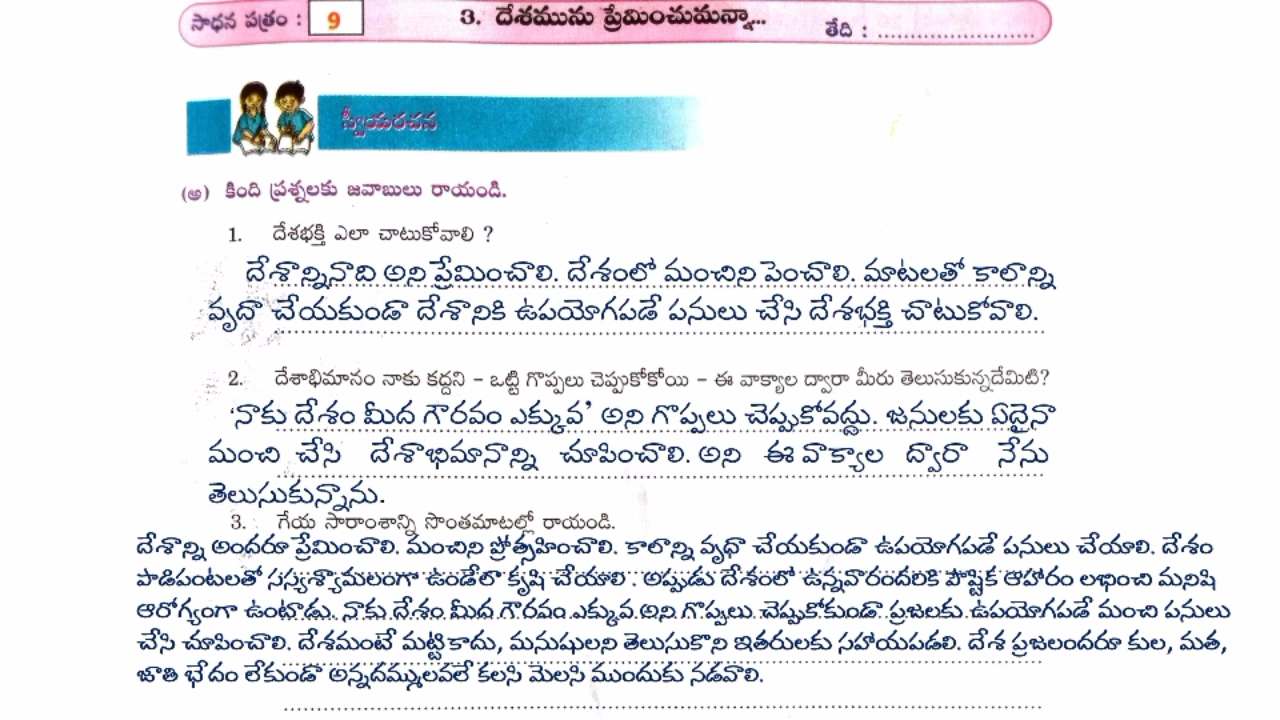 సాధన పత్రం : 9 3. దేశమును ప్రేమించుమన్నా... తేది : ........................
స్వీయరచన
(అ) కింది ప్రశ్నలకు జవాబులు రాయండి.
1. దేశభక్తి ఎలా చాటుకోవాలి ?
దేశాన్నినాది అని ప్రేమించాలి. దేశంలో మంచిని పెంచాలి. మాటలతో కాలాన్ని
వృదా చేయకుండా దేశానికి ఉపయోగపడే పనులు చేసి దేశభక్తి చాటుకోవాలి.
2. దేశాభిమానం నాకు కద్దని – ఒట్టి గొప్పలు చెప్పుకోకోయి – ఈ వాక్యాల ద్వారా మీరు తెలుసుకున్నదేమిటి?
‘నాకు దేశం మీద గౌరవం ఎక్కువ’ అని గొప్పలు చెప్పుకోవద్దు. జనులకు ఏదైనా
మంచి చేసి దేశాభిమానాన్ని చూపించాలి. అని ఈ వాక్యాల ద్వారా నేను
తెలుసుకున్నాను.
3. గేయ సారాంశాన్ని సొంతమాటల్లో రాయండి.
దేశాన్ని అందరూ ప్రేమించాలి. మంచిని ప్రోత్సహించాలి. కాలాన్ని వృధా చేయకుండా ఉపయోగపడే పనులు చేయాలి. దేశం
పాడిపంటలతో సస్యశ్యామలంగా ఉండేలా కృషి చేయాలి . అప్పుడు దేశంలో ఉన్నవారందరికి పౌష్టిక ఆహారం లభించి మనిషి
ఆరోగ్యంగా ఉంటాడు. నాకు దేశం మీద గౌరవం ఎక్కువ అని గొప్పలు చెప్పుకోకుండా ప్రజలకు ఉపయోగపడే మంచి పనులు
చేసి చూపించాలి. దేశమంటే మట్టి కాదు, మనుషులని తెలుసుకొని ఇతరులకు సహాయపడలి. దేశ ప్రజలందరూ కుల, మత,
జాతి భేదం లేకుండా అన్నదమ్ములవలే కలసి మెలసి ముందుకు నడవాలి.